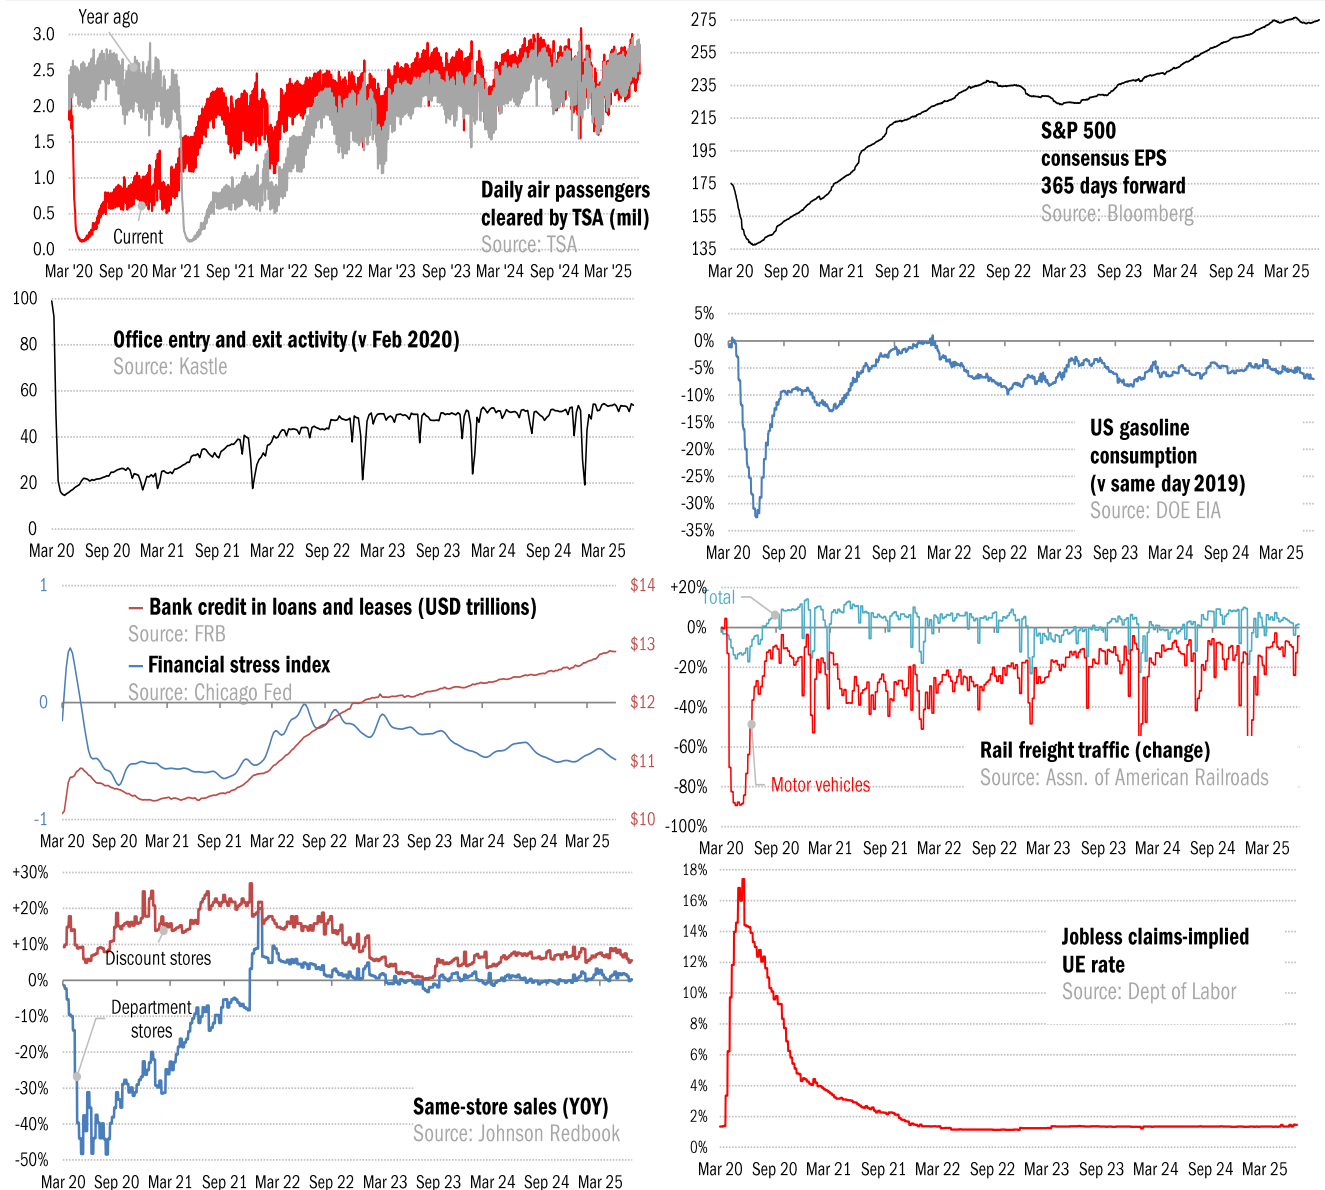 Year ago
3.0
2.5
2.0
1.5
1.0
0.5
0.0
Current
Daily air passengers
cleared by TSA (mil)
Source: TSA
Mar '20 Sep '20 Mar '21 Sep '21 Mar '22 Sep '22 Mar '23 Sep '23 Mar '24 Sep '24 Mar '25
275
255
235
215
195
175
155
135
S&P 500
consensus EPS
365 days forward
Source: Bloomberg
Mar 20 Sep 20 Mar 21 Sep 21 Mar 22 Sep 22 Mar 23 Sep 23 Mar 24 Sep 24 Mar 25
100
80
60
40
20
0
Office entry and exit activity (v Feb 2020)
Source: Kastle
Mar 20 Sep 20 Mar 21 Sep 21 Mar 22 Sep 22 Mar 23 Sep 23 Mar 24 Sep 24 Mar 25
5%
0%
-5%
-10%
-15%
-20%
-25%
-30%
-35%
US gasoline
consumption
(v same day 2019)
Source: DOE EIA
Mar 20 Sep 20 Mar 21 Sep 21 Mar 22 Sep 22 Mar 23 Sep 23 Mar 24 Sep 24 Mar 25
1
0
-1
$14
$13
$12
$11
$10
Bank credit in loans and leases (USD trillions)
Source: FRB
Financial stress index
Source: Chicago Fed
Mar 20 Sep 20 Mar 21 Sep 21 Mar 22 Sep 22 Mar 23 Sep 23 Mar 24 Sep 24 Mar 25
+20%
0%
-20%
-40%
-60%
-80%
-100%
Total
Motor vehicles
Rail freight traffic (change)
Source: Assn. of American Railroads
Mar 20 Sep 20 Mar 21 Sep 21 Mar 22 Sep 22 Mar 23 Sep 23 Mar 24 Sep 24 Mar 25
+30%
+20%
+10%
0%
-10%
-20%
-30%
-40%
-50%
Discount stores
Department
stores
Same-store sales (YOY)
Source: Johnson Redbook
Mar 20 Sep 20 Mar 21 Sep 21 Mar 22 Sep 22 Mar 23 Sep 23 Mar 24 Sep 24 Mar 25
18%
16%
14%
12%
10%
8%
6%
4%
2%
0%
Jobless claims-implied
UE rate
Source: Dept of Labor
Mar 20 Sep 20 Mar 21 Sep 21 Mar 22 Sep 22 Mar 23 Sep 23 Mar 24 Sep 24 Mar 25